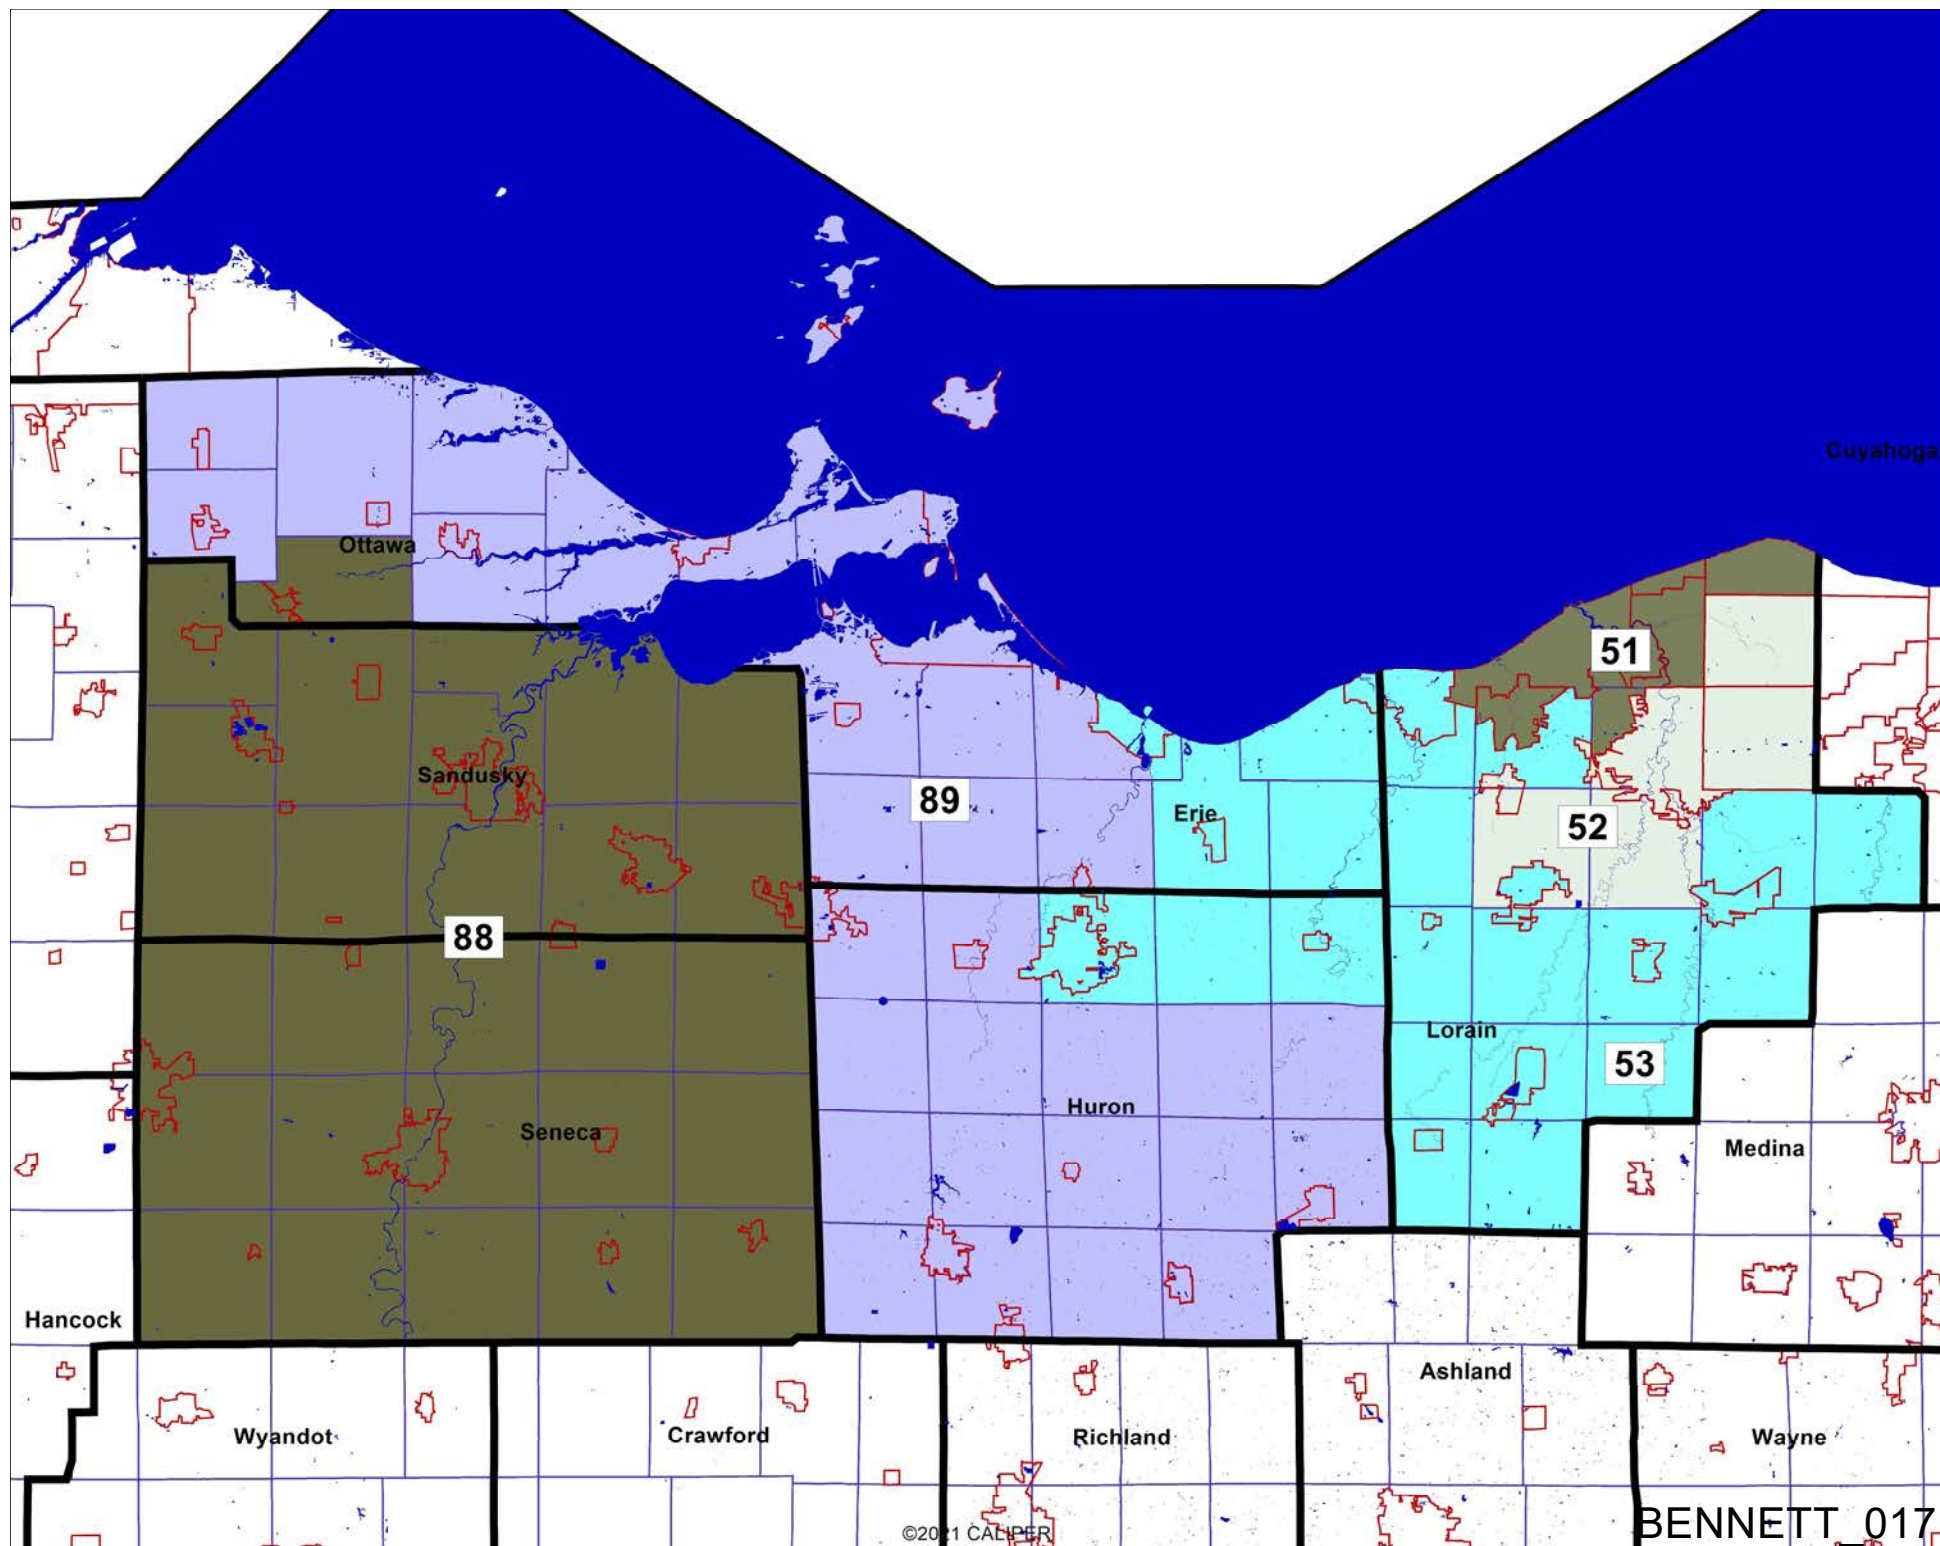 Cuyahoga
Ottawa
51
Sandusky
89
Erie
52
88
Lorain
53
Huron
Seneca
Medina
Hancock
Ashland
Wyandot
Crawford
Richland
Wayne
©2021 CALIPER
BENNETT_017